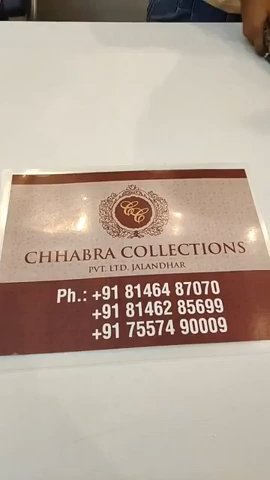 CC
CHHABRA COLLECTIONS
PVT. LTD. JALANDHAR
Ph.: +91 81464 87070
+91 81462 85699
+91 75574 90009